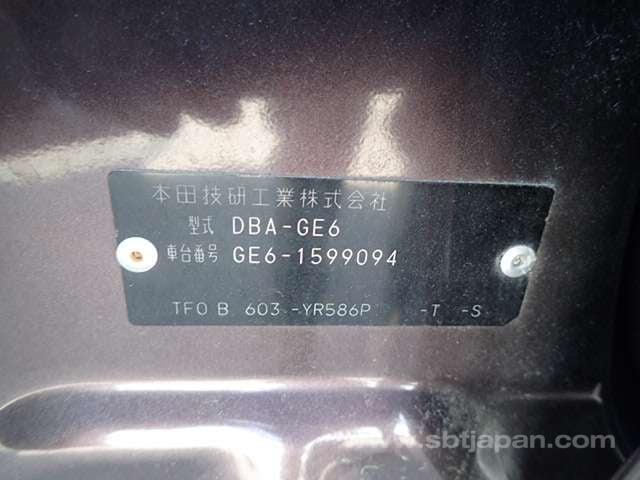 本田技研工業株式会社
型式 DBA-GE6
車台番号 GE6-1599094
TFO B 603 -YR586P -T -S
www.sbtjapan.com